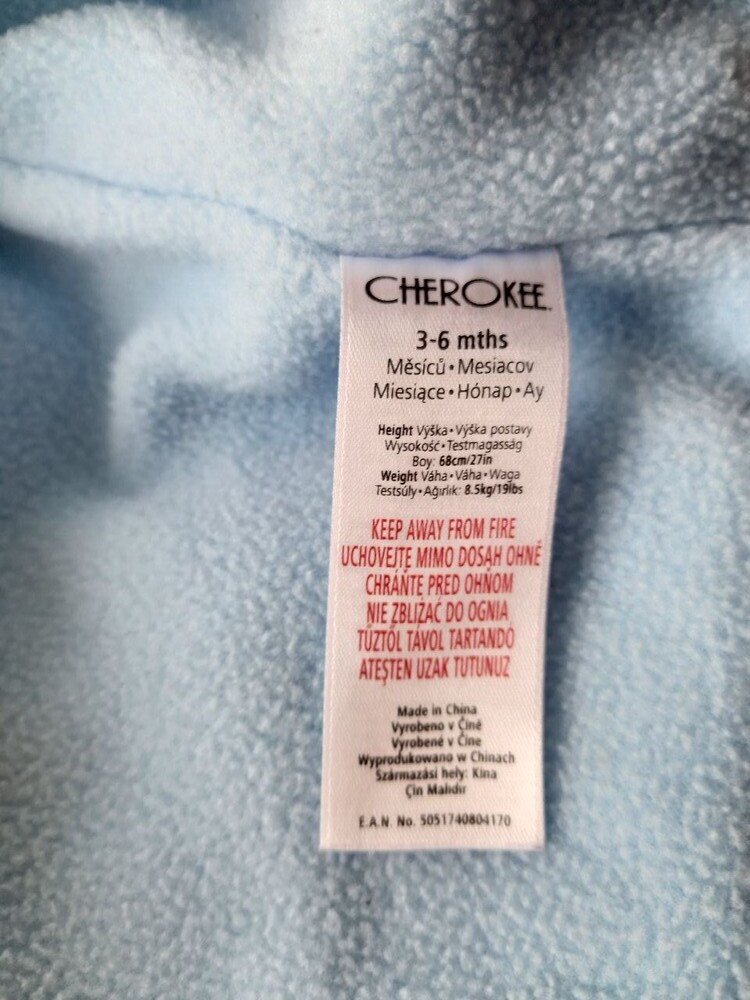 CHEROKEE.
3-6 mths
Měsíců • Mesiacov
Miesiące • Hónap • Ay
Height Výška • Výška postavy
Wysokość • Testmagasság
Boy: 68cm/27in
Weight Váha • Váha • Waga
Testsúly • Ağırlık: 8.5kg/19lbs
KEEP AWAY FROM FIRE
UCHOVEJTE MIMO DOSAH OHNĚ
CHRÁŇTE PRED OHŇOM
NIE ZBLIŻAĆ DO OGNIA
TŰZTŐL TÁVOL TARTANDÓ
ATEŞTEN UZAK TUTUNUZ
Made in China
Vyrobeno v Číně
Vyrobené v Číne
Wyprodukowano w Chinach
Származási hely: Kína
Çin Malıdır
E.A.N. No. 5051740804170